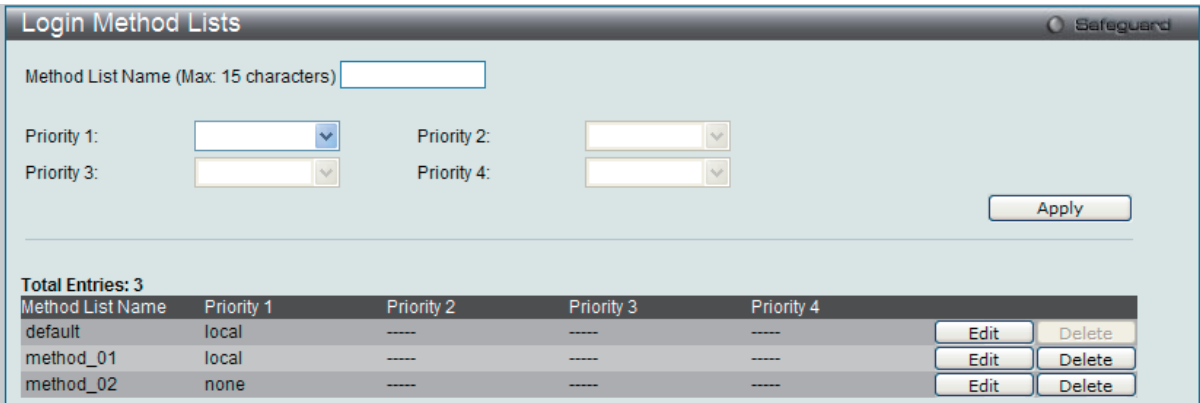 Login Method Lists
Safeguard
Method List Name (Max: 15 characters)
Priority 1: Priority 2:
Priority 3: Priority 4:
Apply
Total Entries: 3
Method List Name Priority 1 Priority 2 Priority 3 Priority 4
default local ----- ----- ----- Edit Delete
method_01 local ----- ----- ----- Edit Delete
method_02 none ----- ----- ----- Edit Delete